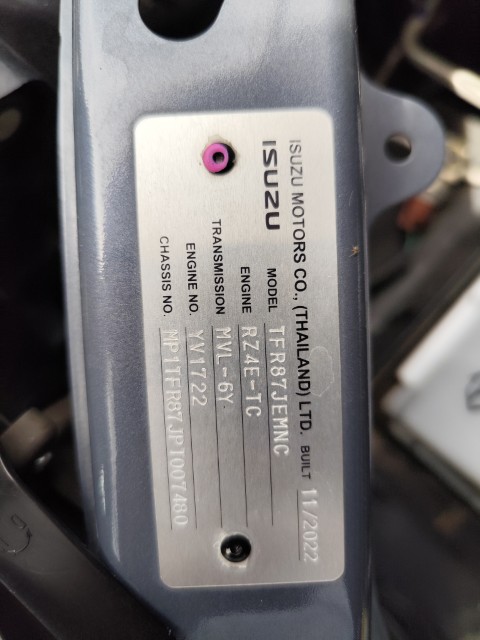 ISUZU MOTORS CO., (THAILAND) LTD. BUILT 11/2022
ISUZU
MODEL TFR87JEMNC
ENGINE RZ4E-TC
TRANSMISSION MVL-6Y
ENGINE NO. YV1722
CHASSIS NO. MP1TFR87JPT007480